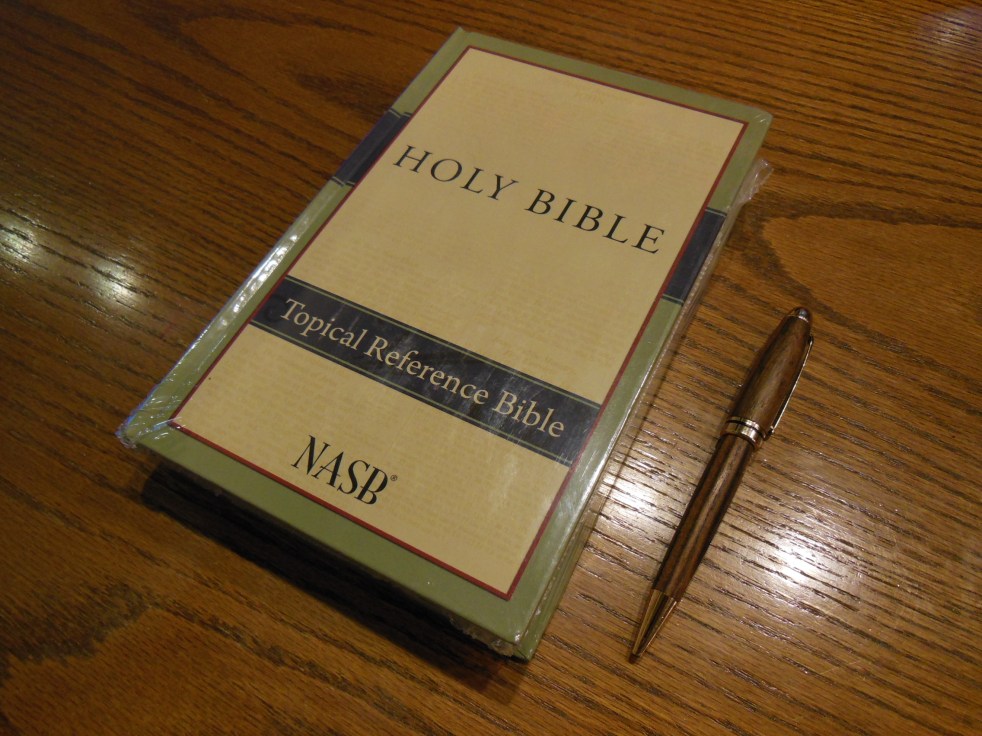 HOLY BIBLE
Topical Reference Bible
NASB®